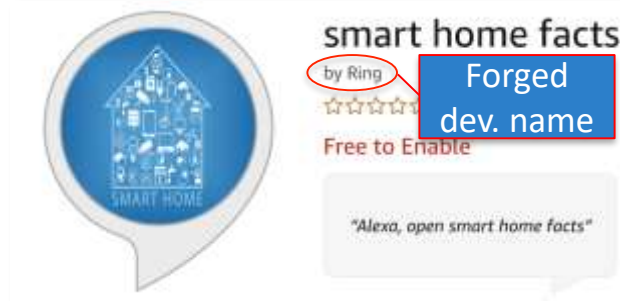 smart home facts
by Ring
Forged
dev. name
Free to Enable
SMART HOME
"Alexa, open smart home facts"